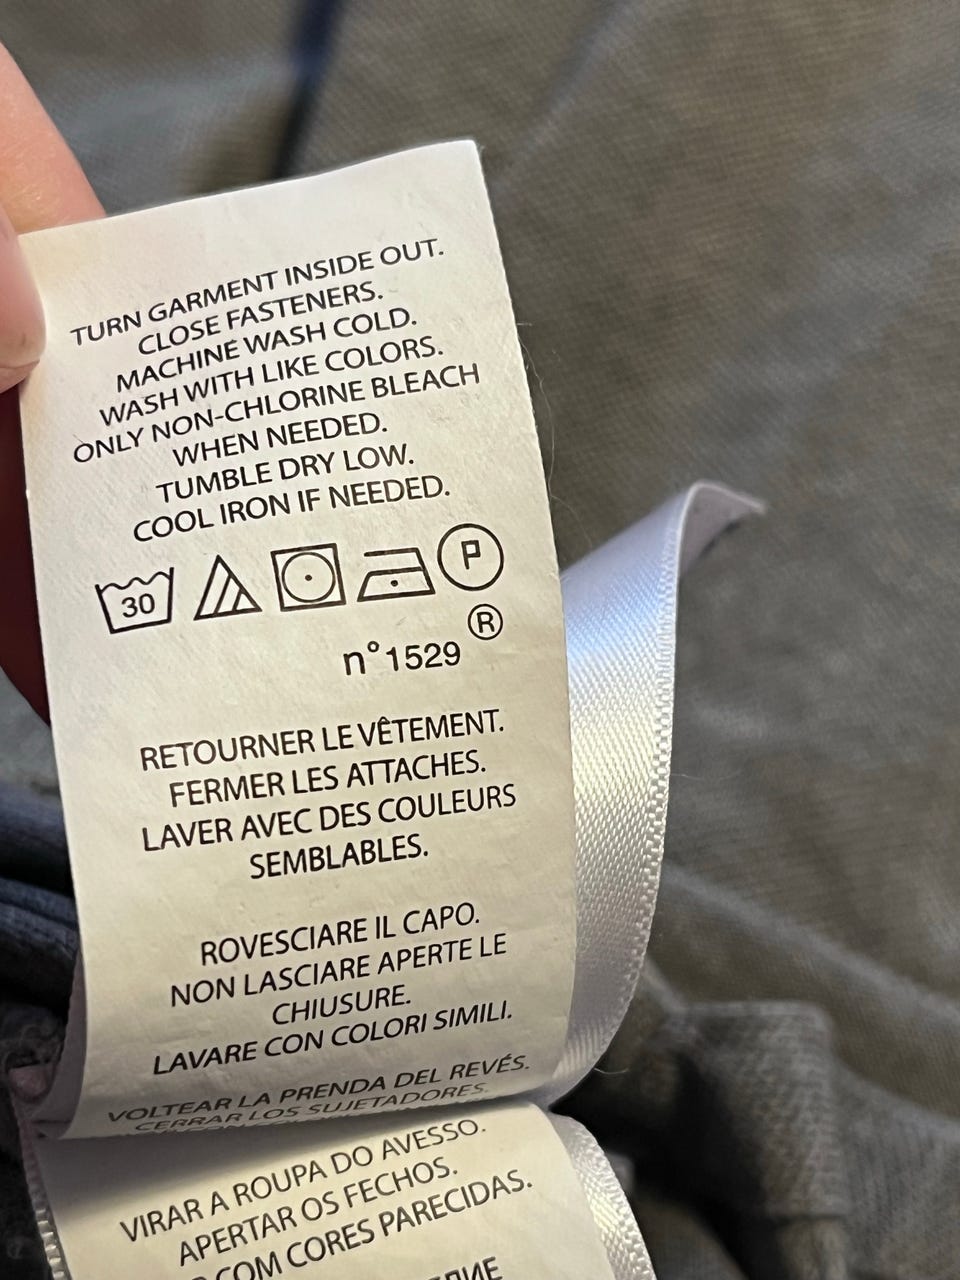 TURN GARMENT INSIDE OUT.
CLOSE FASTENERS.
MACHINE WASH COLD.
WASH WITH LIKE COLORS.
ONLY NON-CHLORINE BLEACH
WHEN NEEDED.
TUMBLE DRY LOW.
COOL IRON IF NEEDED.
30 P
®
n°1529
RETOURNER LE VÊTEMENT.
FERMER LES ATTACHES.
LAVER AVEC DES COULEURS
SEMBLABLES.
ROVESCIARE IL CAPO.
NON LASCIARE APERTE LE
CHIUSURE.
LAVARE CON COLORI SIMILI.
VOLTEAR LA PRENDA DEL REVÉS.
CERRAR LOS SUJETADORES.
VIRAR A ROUPA DO AVESSO.
APERTAR OS FECHOS.
COM CORES PARECIDAS.